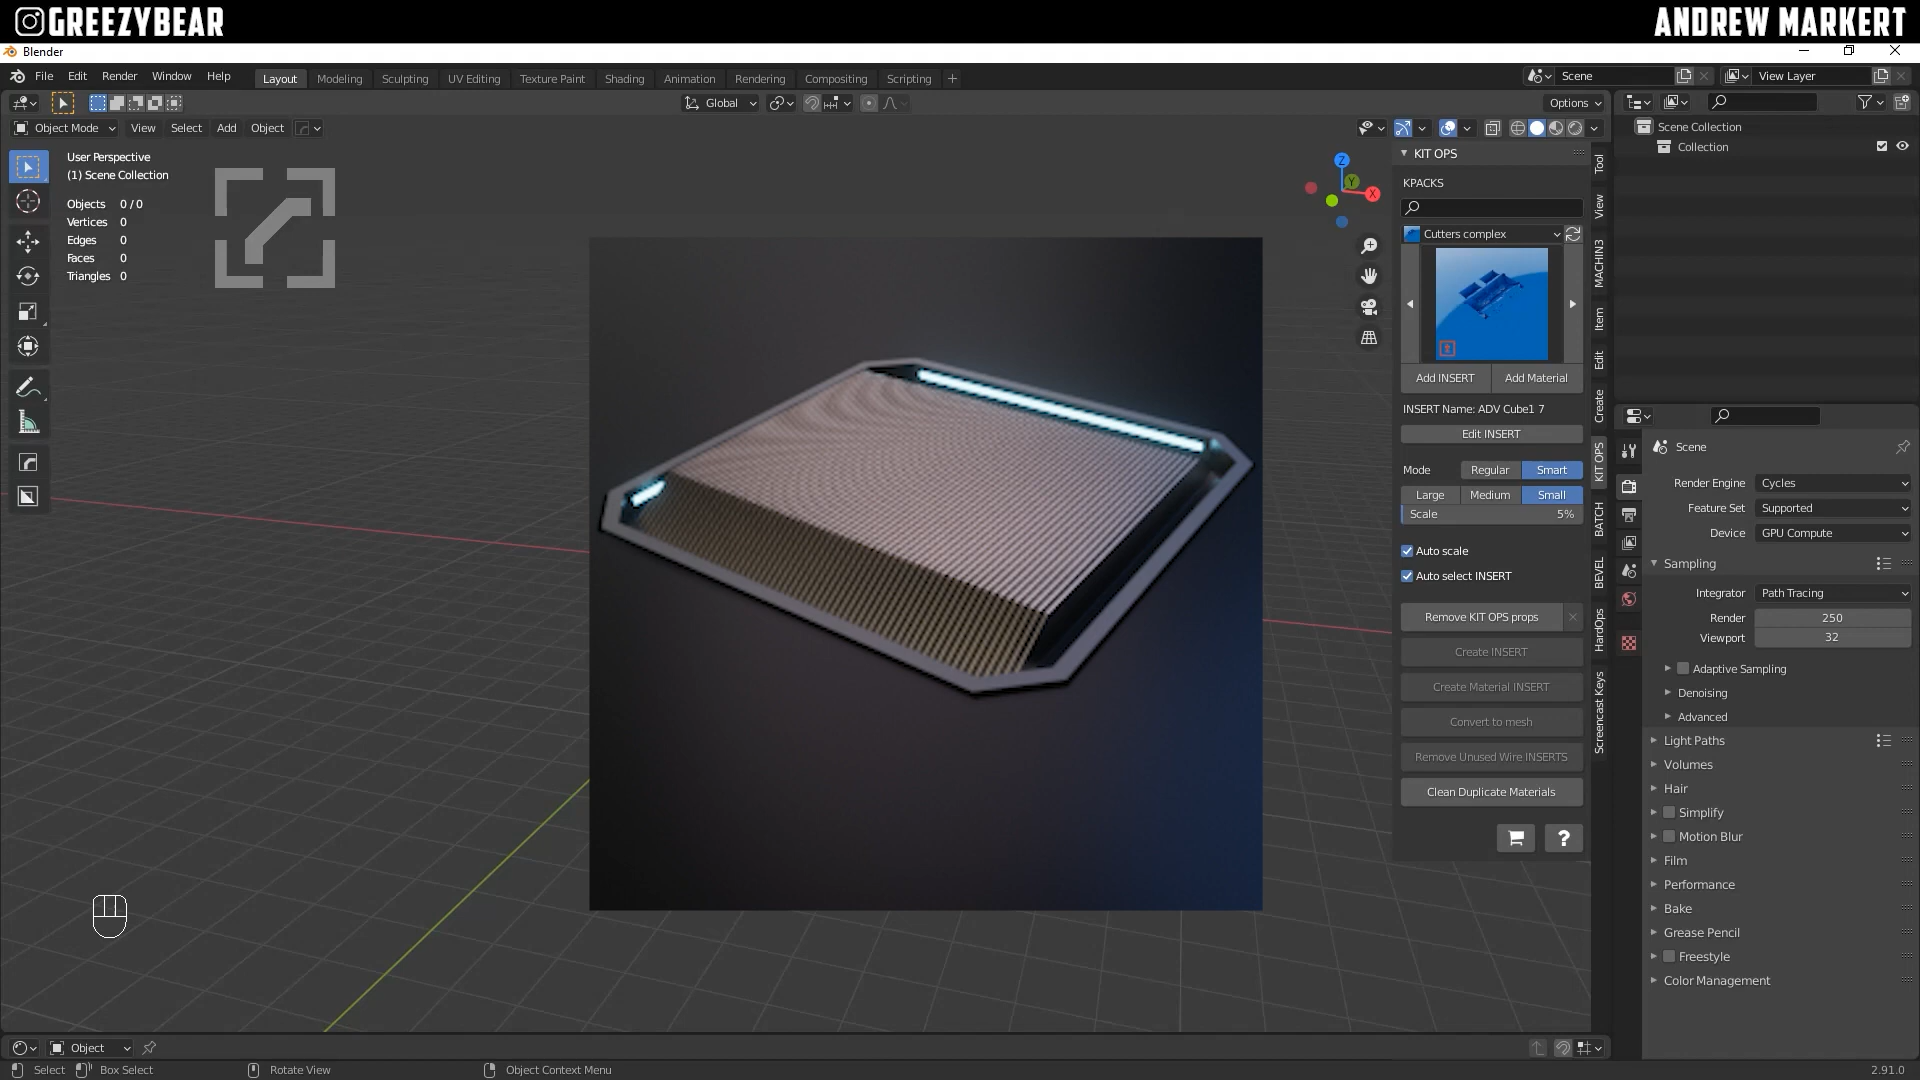 GREEZYBEAR
ANDREW MARKERT
Blender
File Edit Render Window Help
Layout Modeling Sculpting UV Editing Texture Paint Shading Animation Rendering Compositing Scripting +
Scene
View Layer
Global
Options
Object Mode View Select Add Object
User Perspective
(1) Scene Collection
Objects 0 / 0
Vertices 0
Edges 0
Faces 0
Triangles 0
Z
Y
X
KIT OPS
KPACKS
Cutters complex
Add INSERT Add Material
INSERT Name: ADV Cube1 7
Edit INSERT
Mode Regular Smart
Large Medium Small
Scale 5%
Auto scale
Auto select INSERT
Remove KIT OPS props
Create INSERT
Create Material INSERT
Convert to mesh
Remove Unused Wire INSERTS
Clean Duplicate Materials
?
Tool
View
MACHIN3
Item
Edit
Create
KIT OPS
BATCH
BEVEL
HardOps
Screencast Keys
Scene Collection
Collection
Scene
Render Engine Cycles
Feature Set Supported
Device GPU Compute
Sampling
Integrator Path Tracing
Render 250
Viewport 32
Adaptive Sampling
Denoising
Advanced
Light Paths
Volumes
Hair
Simplify
Motion Blur
Film
Performance
Bake
Grease Pencil
Freestyle
Color Management
Object
Select Box Select Rotate View Object Context Menu
2.91.0